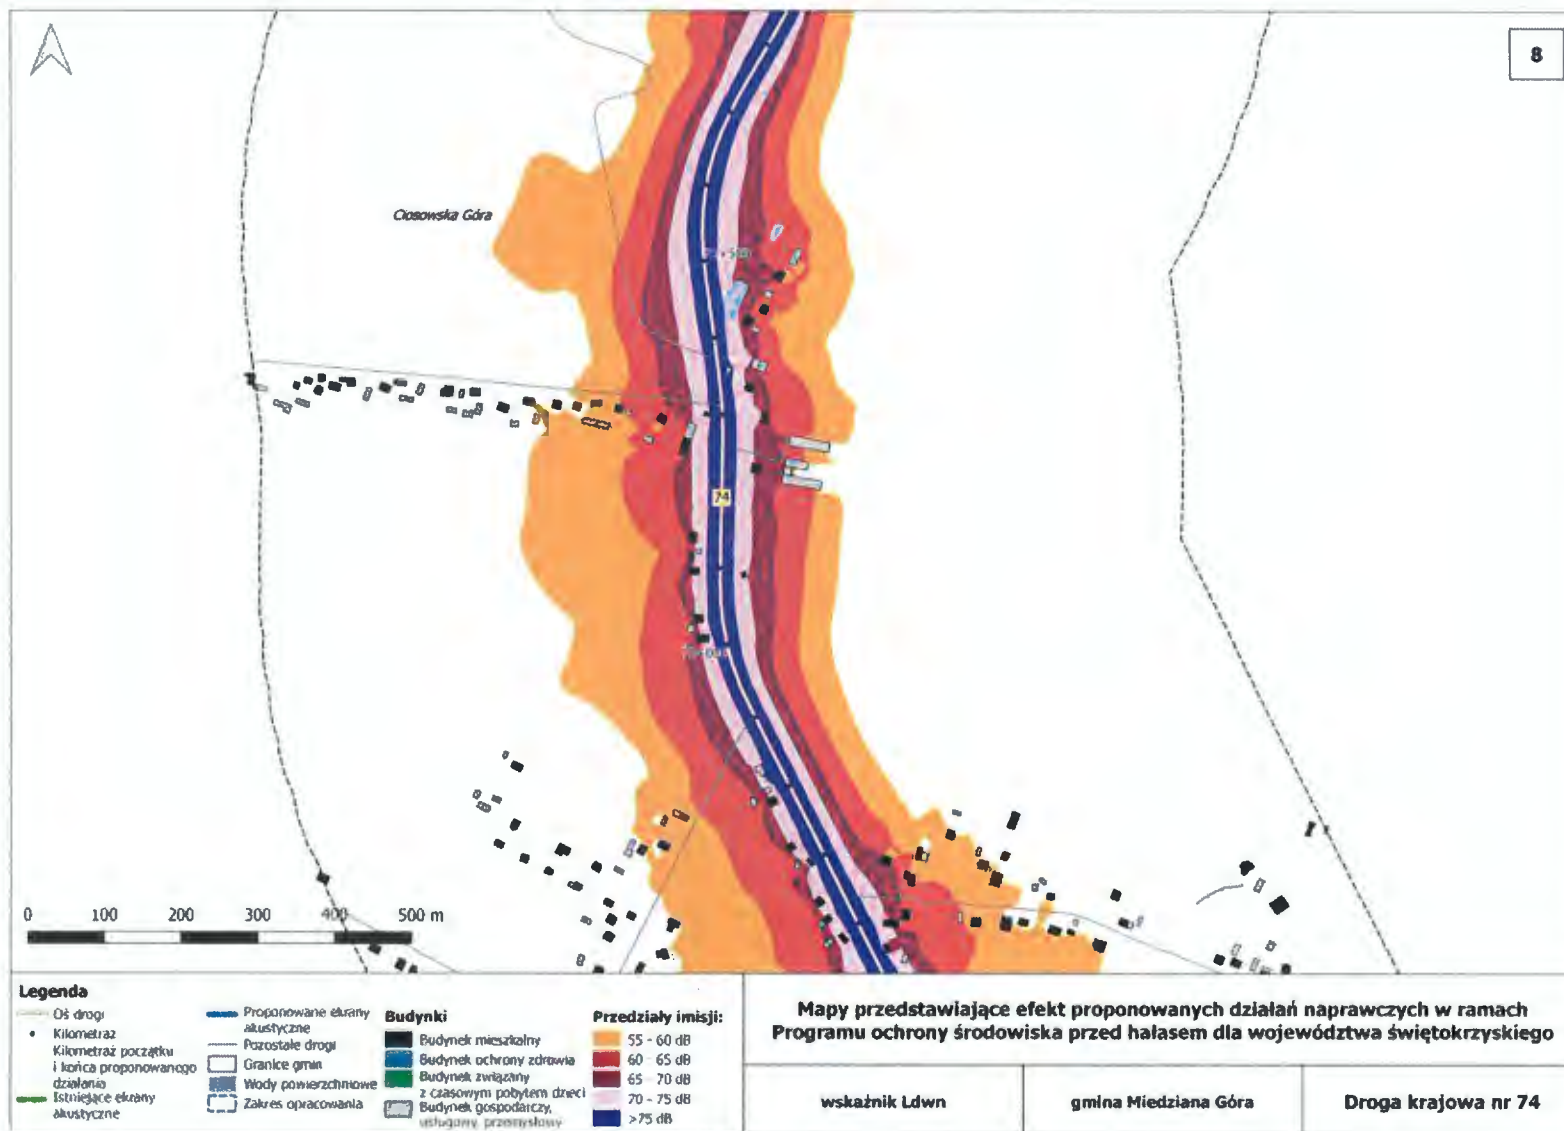 8
Ciosowska Góra
74
0 100 200 300 400 500 m
Legenda
Oś drogi
Kilometraż
Kilometraż początku
i końca proponowanego
działania
Istniejące ekrany
akustyczne
Proponowane ekrany
akustyczne
Pozostałe drogi
Granice gmin
Wody powierzchniowe
Zakres opracowania
Budynki
Budynek mieszkalny
Budynek ochrony zdrowia
Budynek związany
z czasowym pobytem dzieci
Budynek gospodarczy,
usługowy, przemysłowy
Przedziały imisji:
55 - 60 dB
60 - 65 dB
65 - 70 dB
70 - 75 dB
>75 dB
Mapy przedstawiające efekt proponowanych działań naprawczych w ramach
Programu ochrony środowiska przed hałasem dla województwa świętokrzyskiego
wskaźnik Ldwn
gmina Miedziana Góra
Droga krajowa nr 74